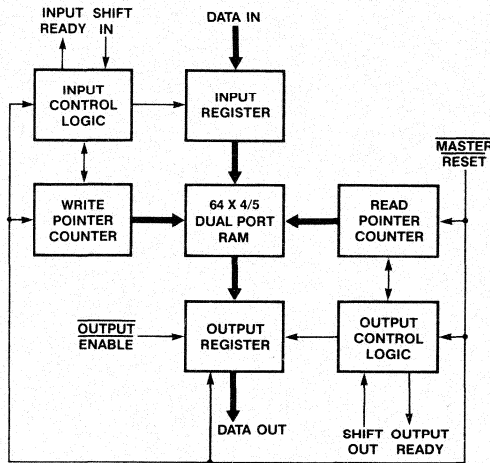 INPUT READY
SHIFT IN
DATA IN
INPUT CONTROL LOGIC
INPUT REGISTER
MASTER RESET
WRITE POINTER COUNTER
64 X 4/5 DUAL PORT RAM
READ POINTER COUNTER
OUTPUT ENABLE
OUTPUT REGISTER
OUTPUT CONTROL LOGIC
DATA OUT
SHIFT OUT
OUTPUT READY